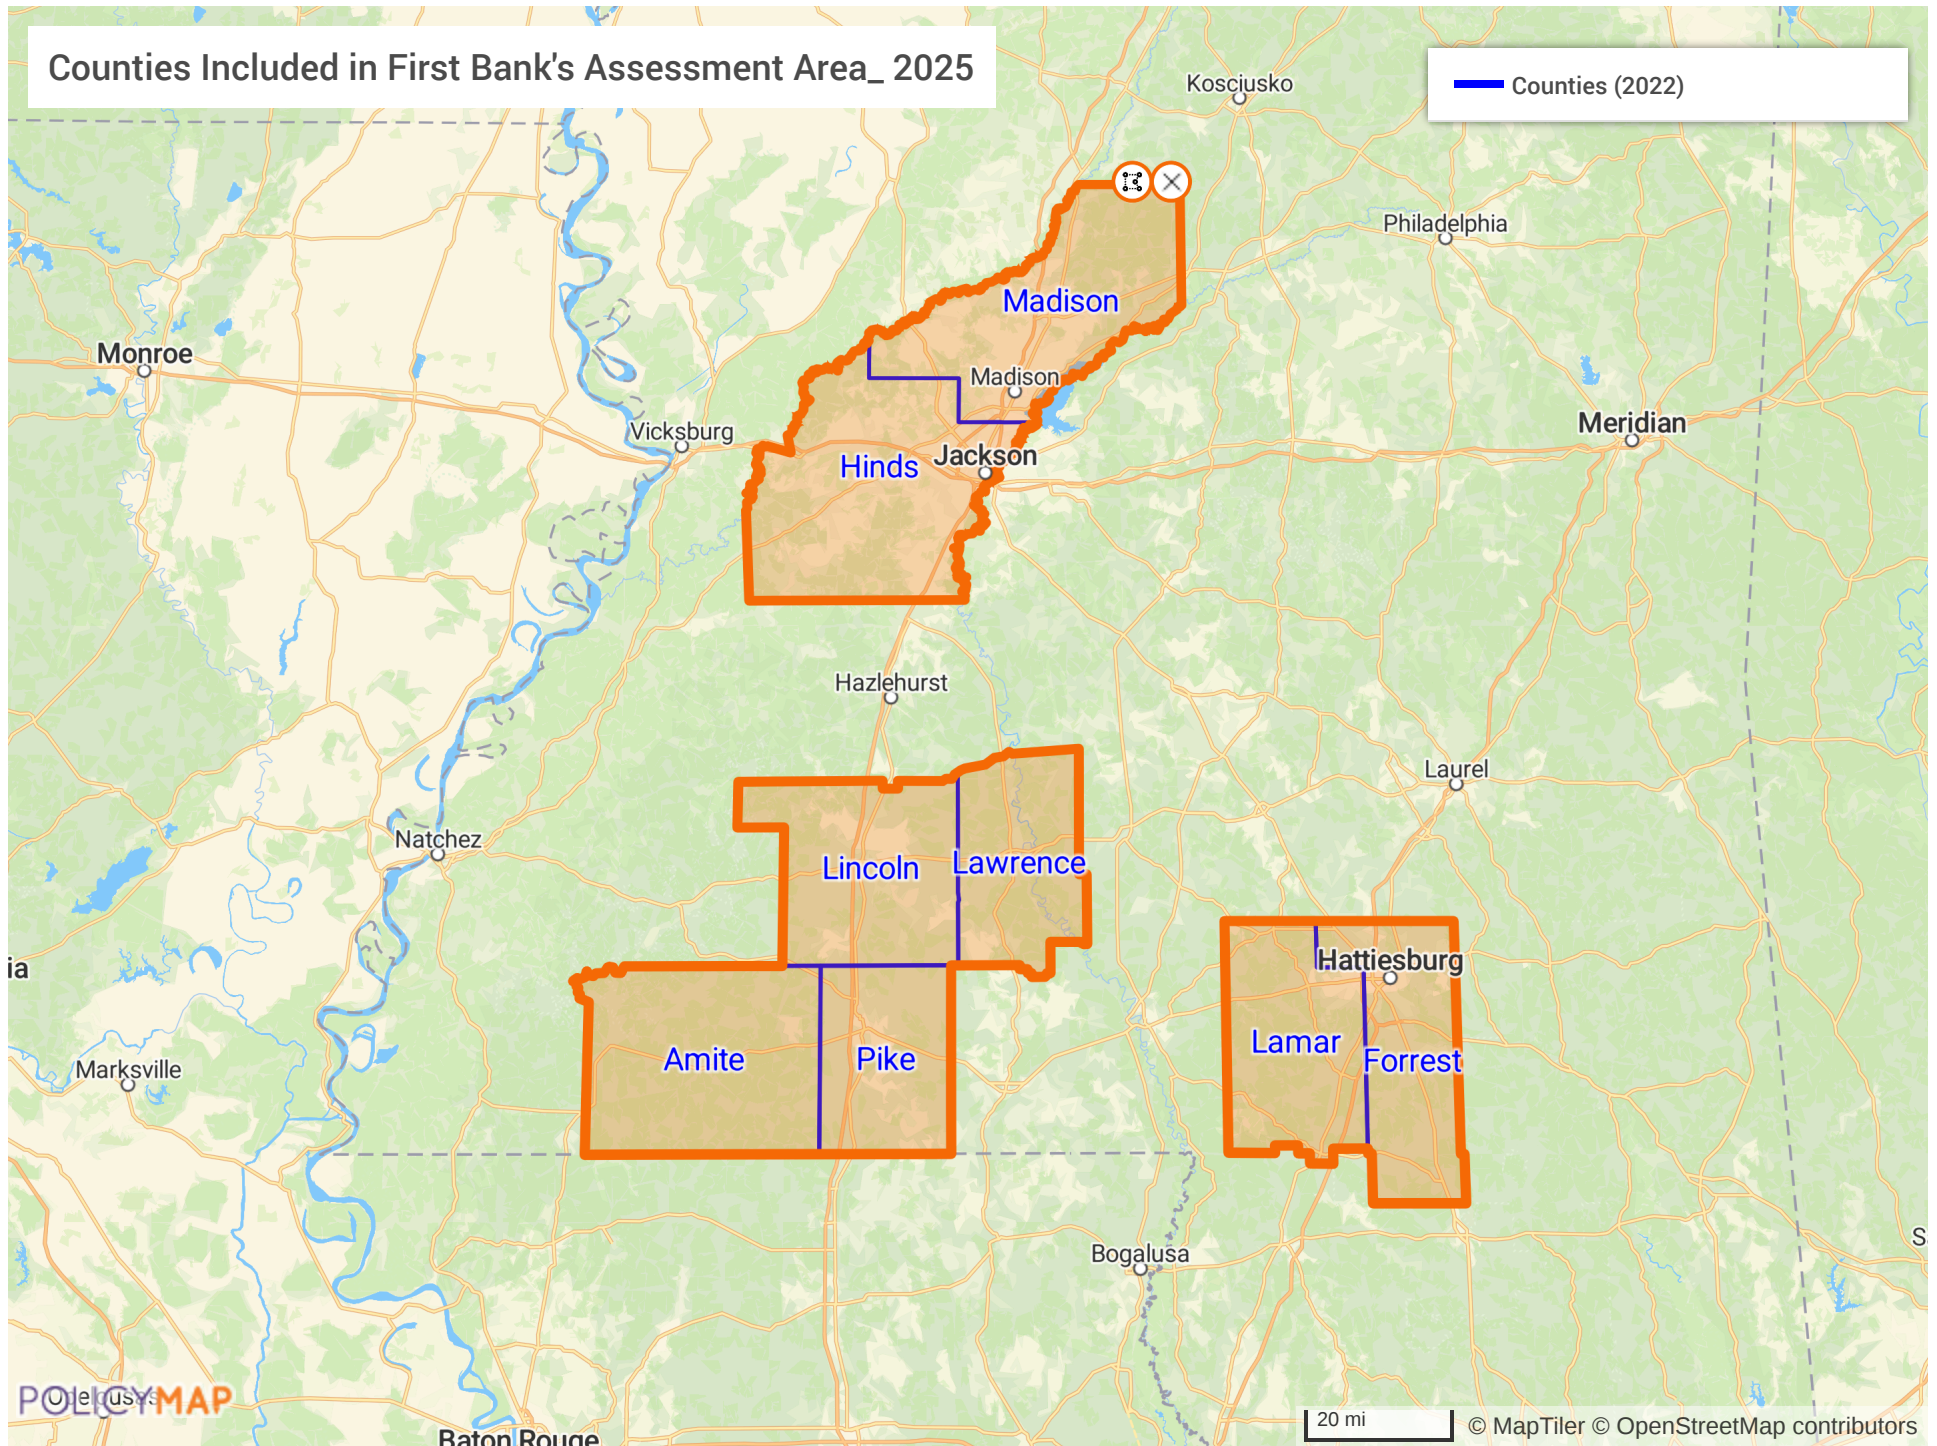 Counties Included in First Bank's Assessment Area_ 2025
Counties (2022)
Kosciusko
Philadelphia
Madison
Monroe
Madison
Meridian
Vicksburg
Jackson
Hinds
Hazlehurst
Laurel
Natchez
Lincoln
Lawrence
Hattiesburg
ia
Lamar
Amite
Pike
Forrest
Marksville
S
Bogalusa
POLICYMAP
Opelousas
20 mi
© MapTiler © OpenStreetMap contributors
Baton Rouge